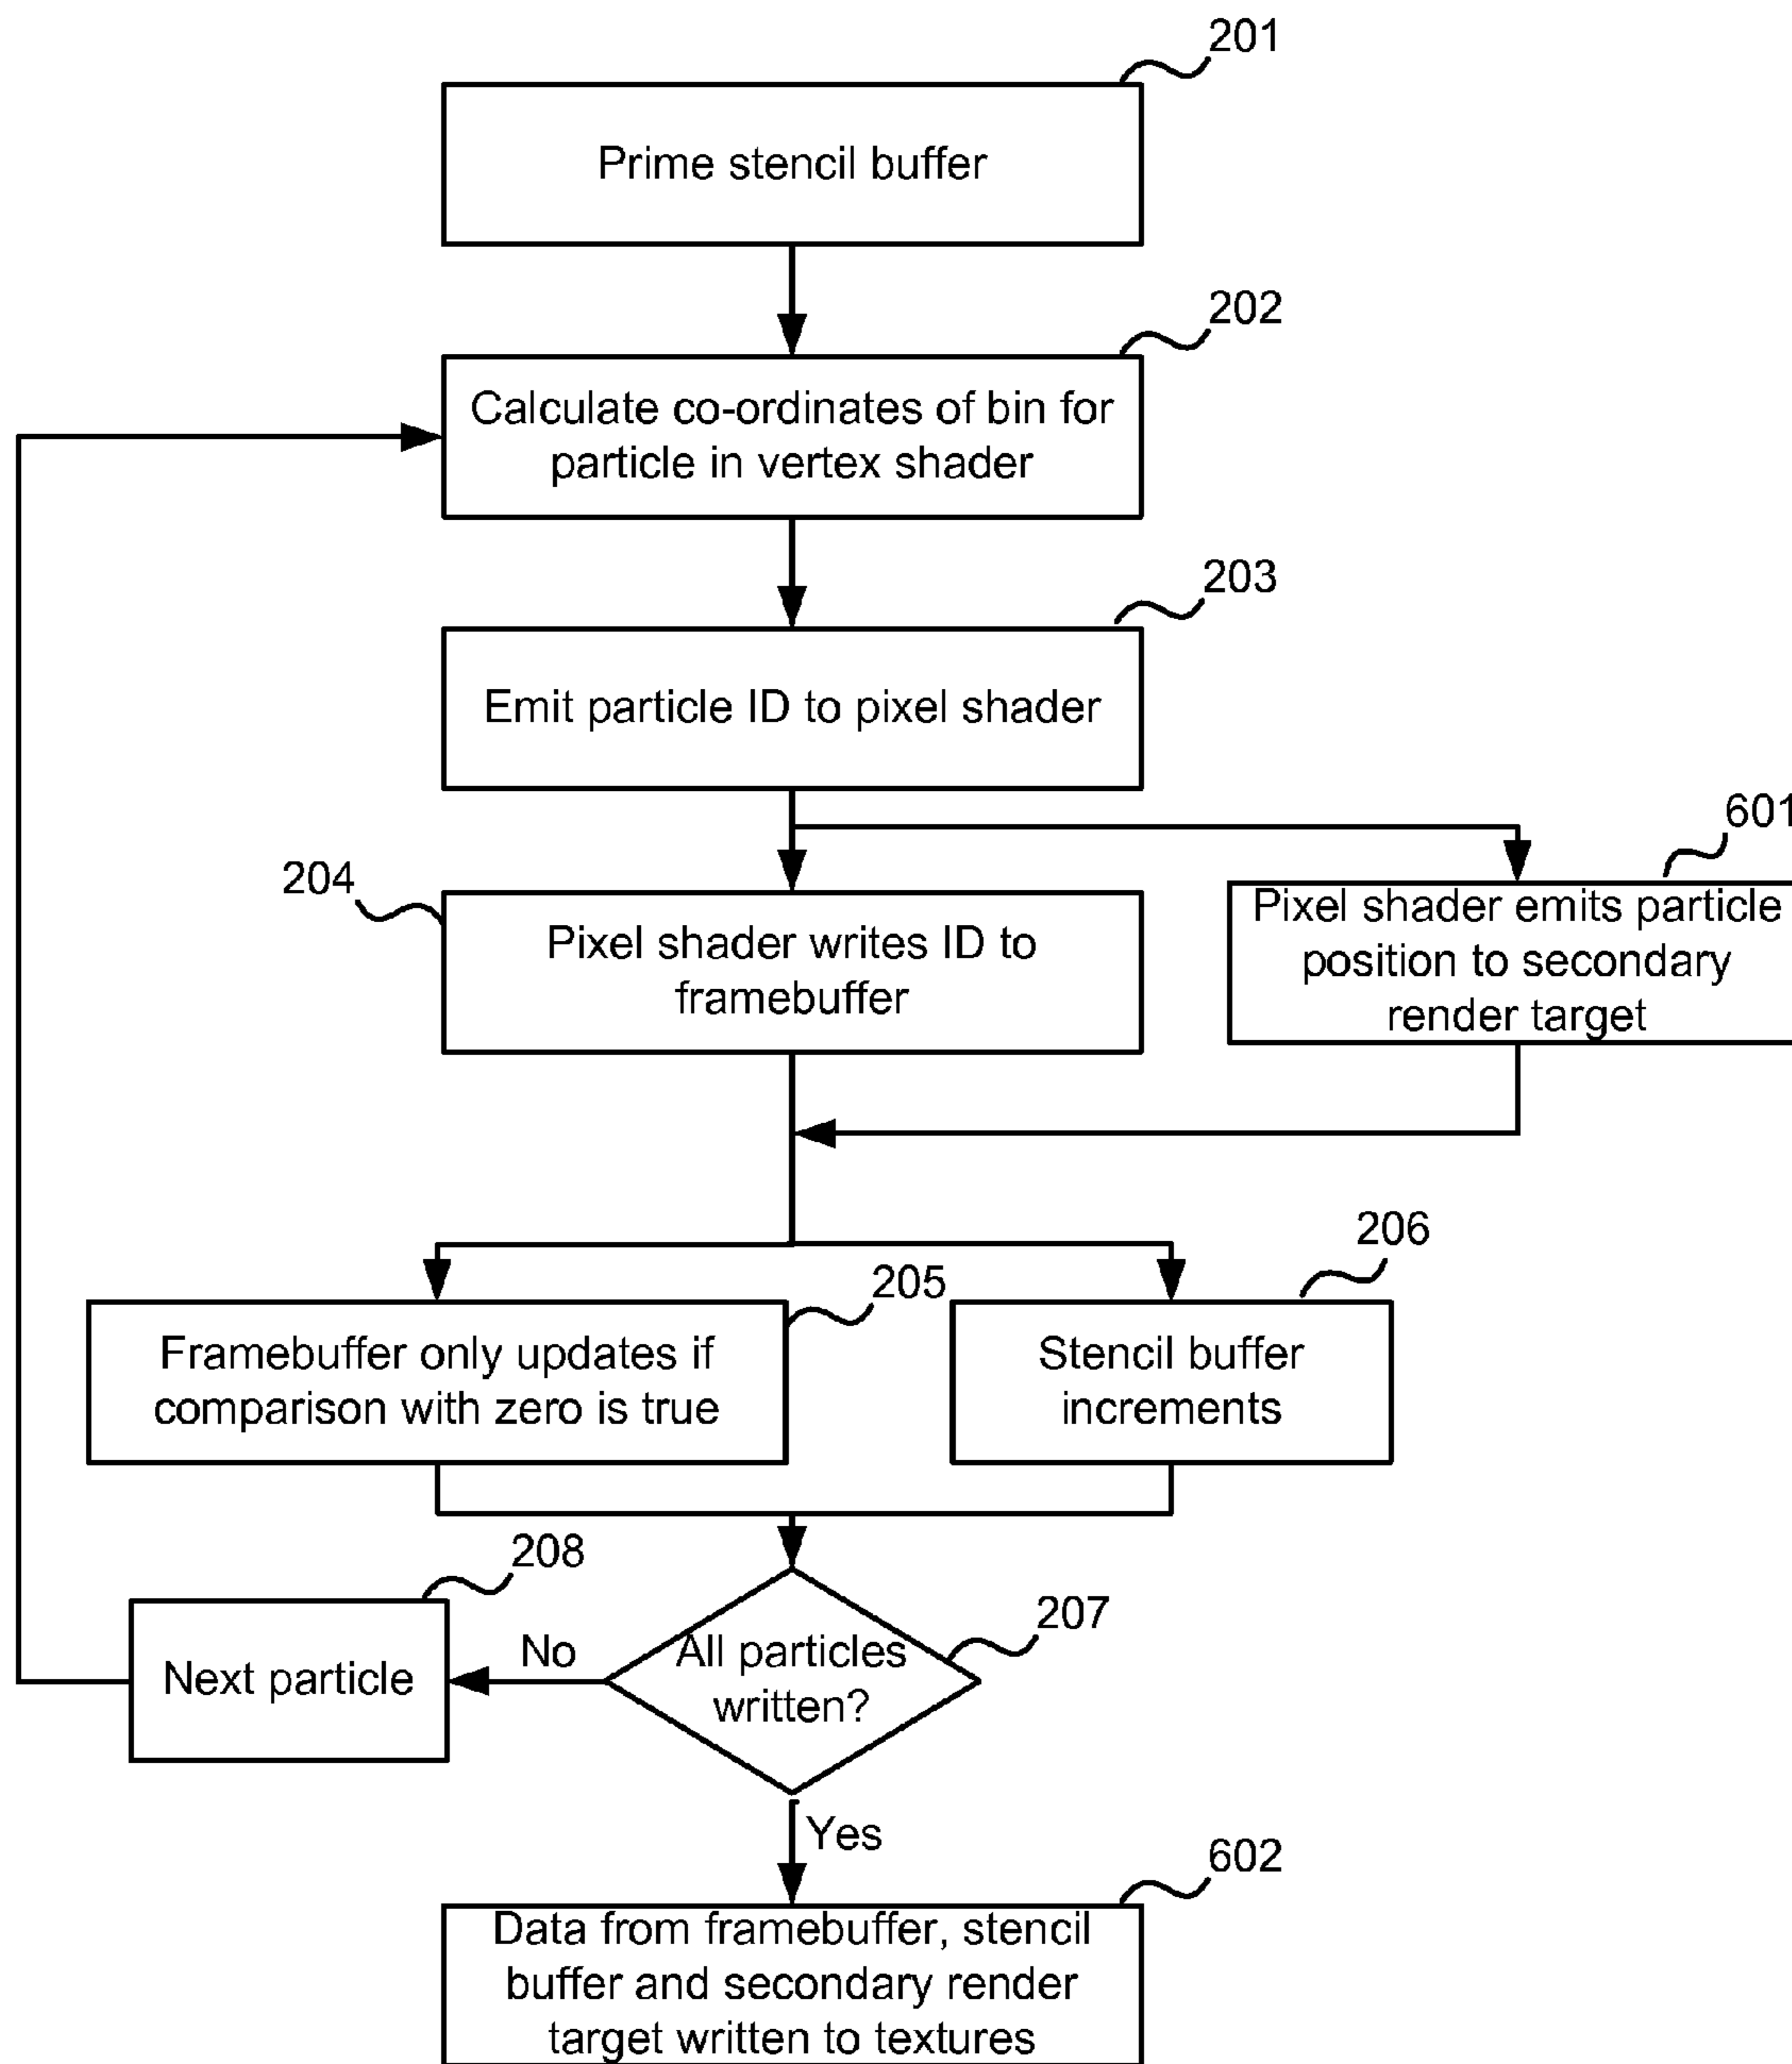 201
Prime stencil buffer
202
Calculate co-ordinates of bin for
particle in vertex shader
203
Emit particle ID to pixel shader
601
204
Pixel shader writes ID to
framebuffer
Pixel shader emits particle
position to secondary
render target
206
205
Framebuffer only updates if
comparison with zero is true
Stencil buffer
increments
208
207
Next particle
No
All particles
written?
Yes
602
Data from framebuffer, stencil
buffer and secondary render
target written to textures